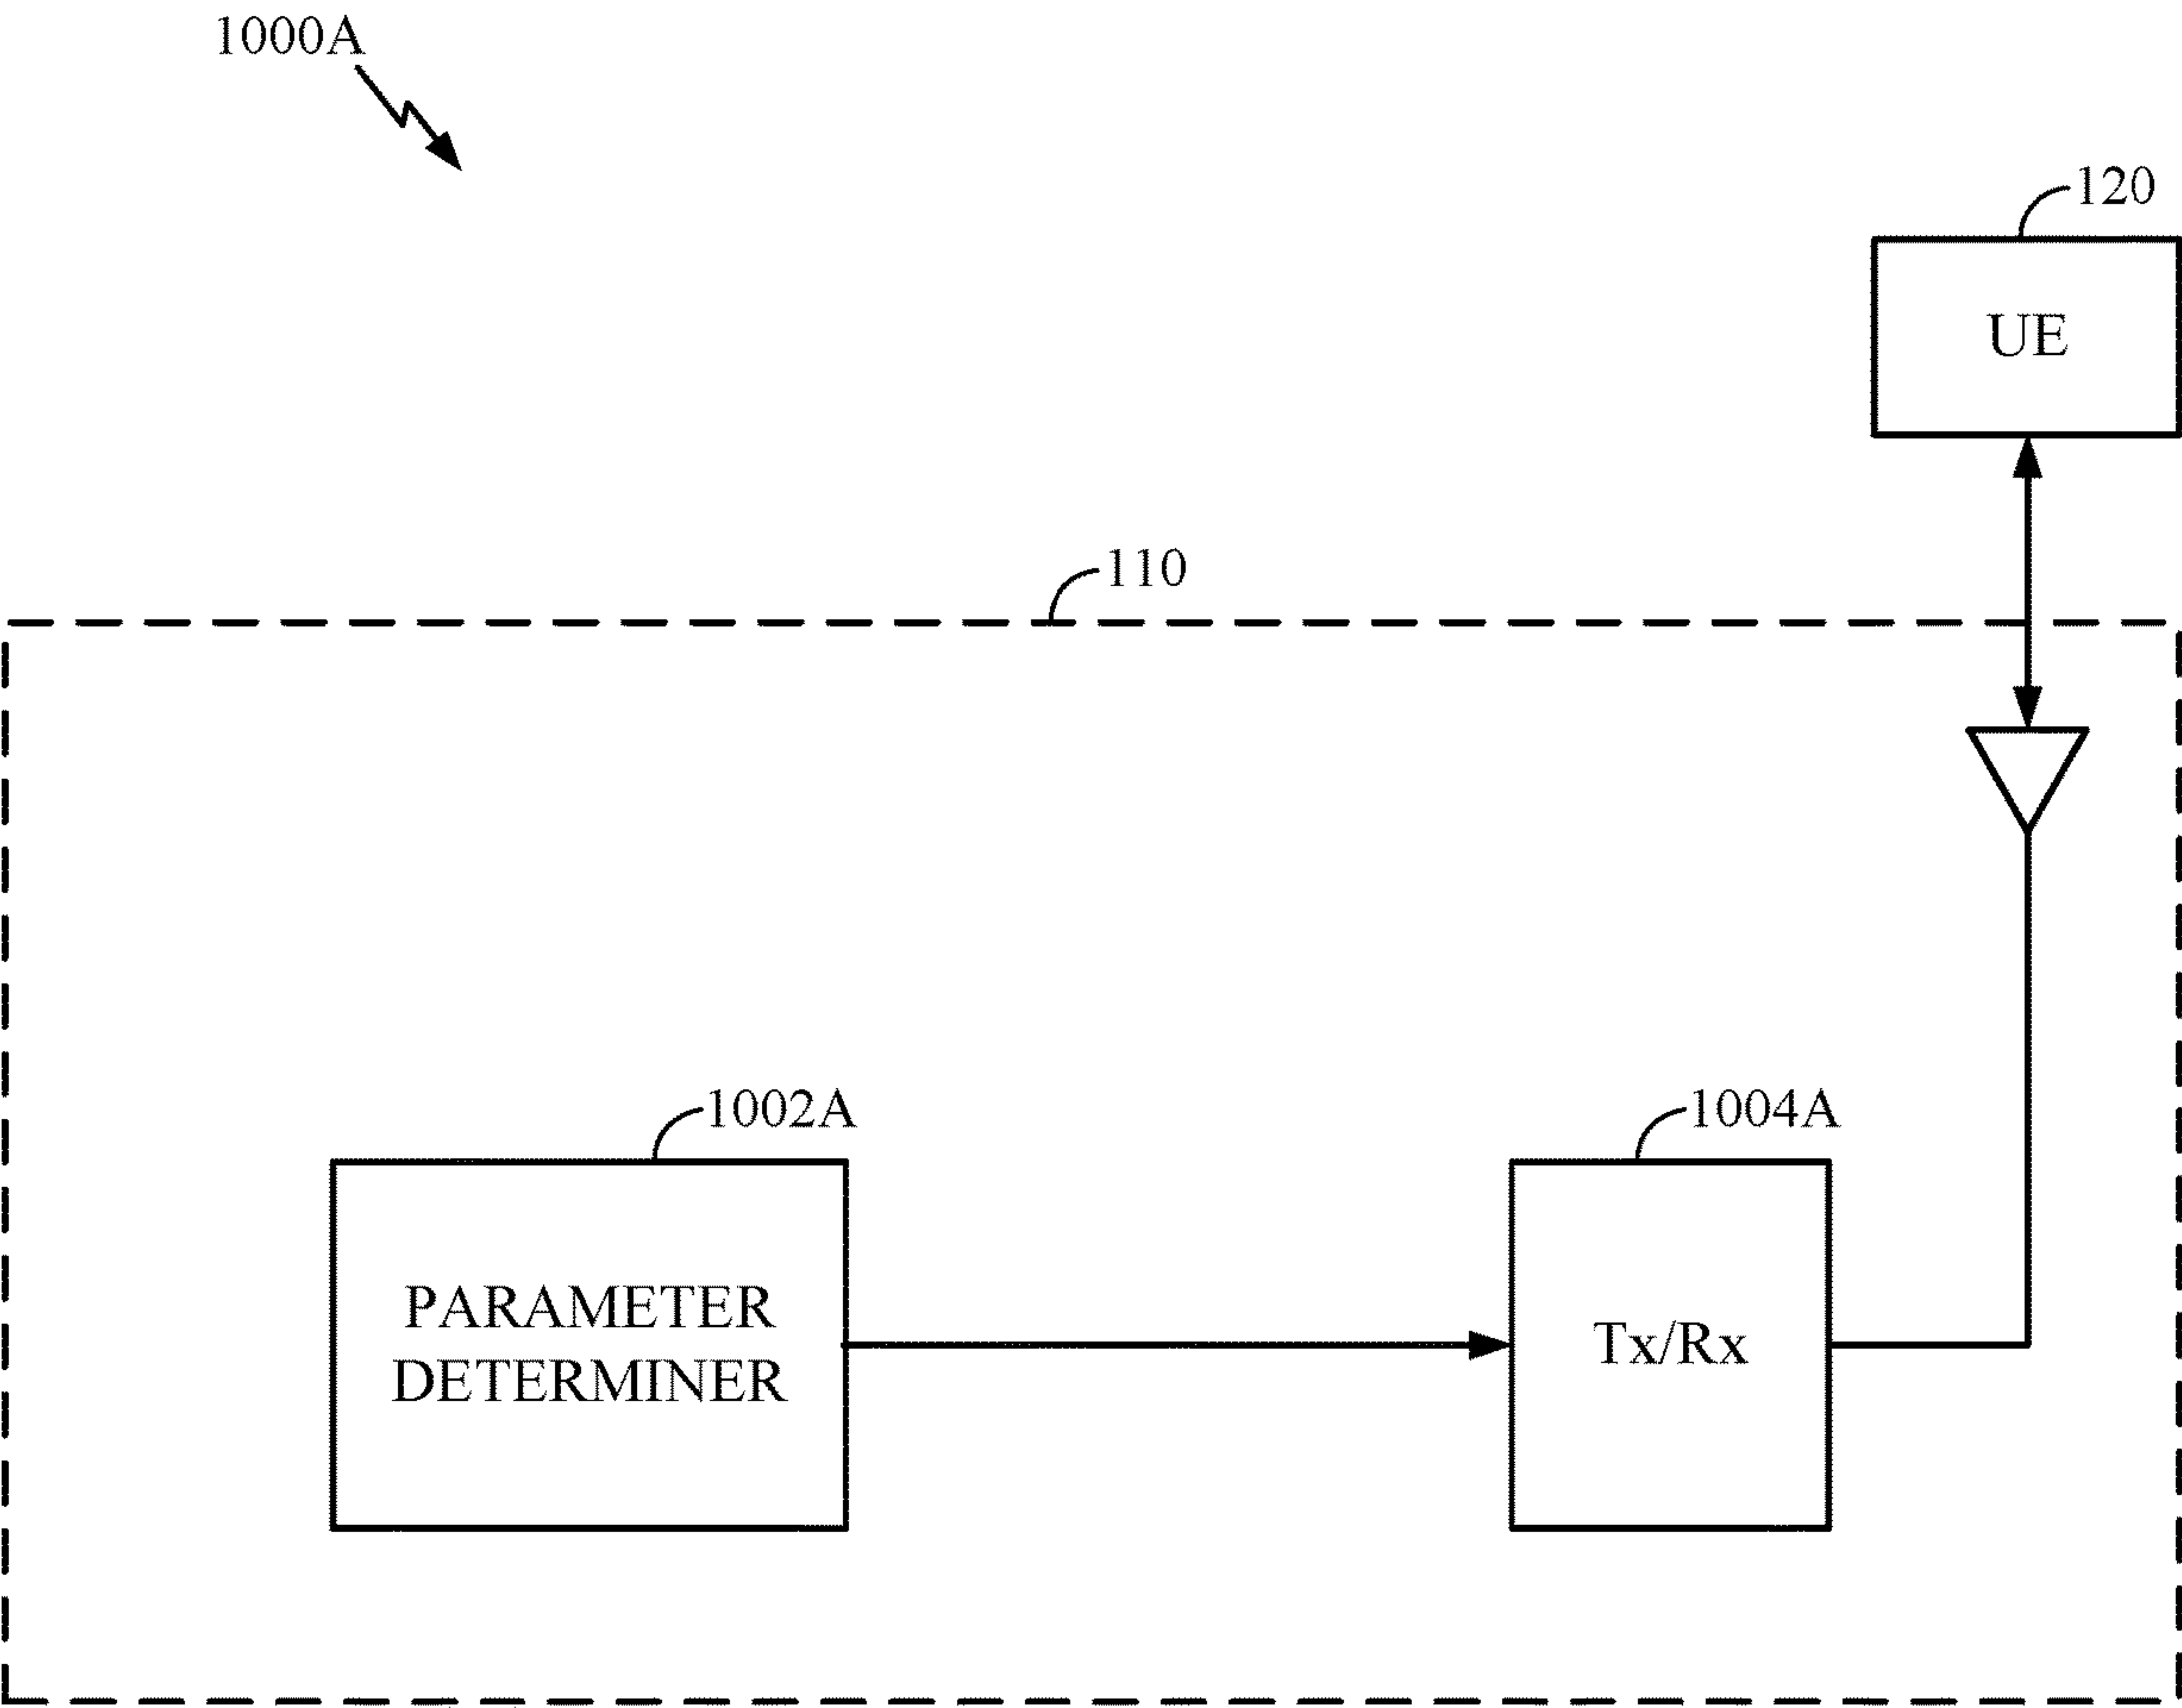 1000A
120
UE
110
1002A
1004A
PARAMETER
DETERMINER
Tx/Rx